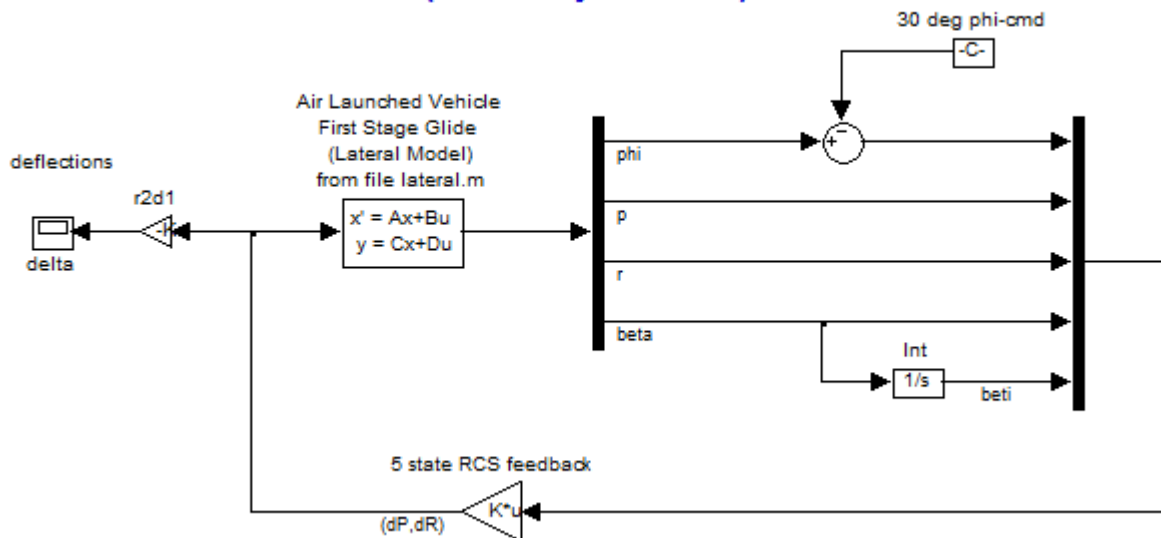 30 deg phi-cmd
-C-
Air Launched Vehicle
First Stage Glide
(Lateral Model)
from file lateral.m
deflections
r2d1
-K
delta
x' = Ax+Bu
y = Cx+Du
phi
+
−
p
r
beta
Int
1/s
beti
5 state RCS feedback
K*u
(dP,dR)